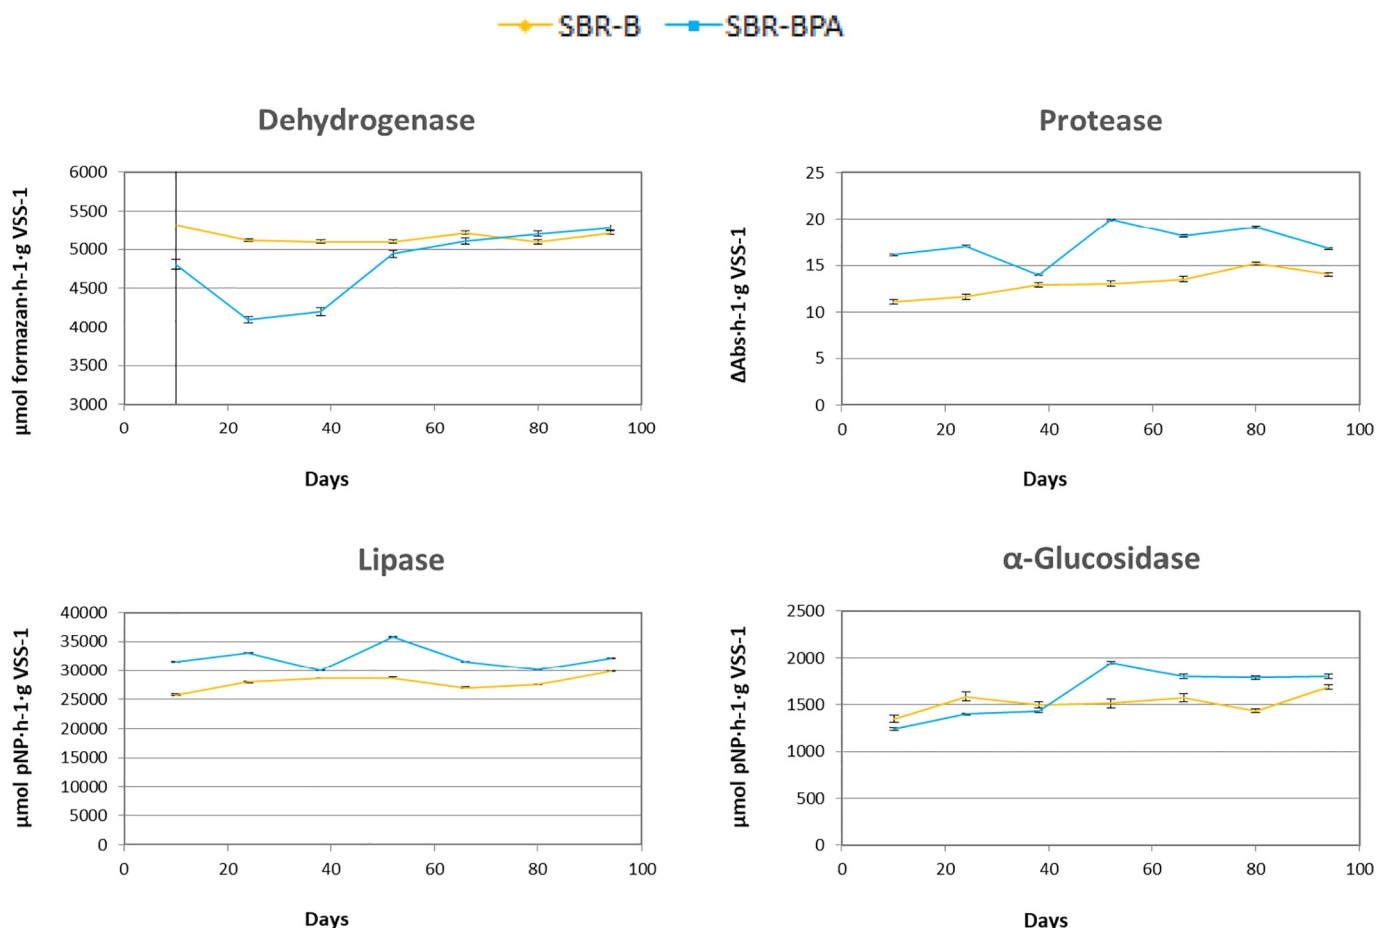 SBR-B SBR-BPA
Dehydrogenase
μmol formazan·h-1·g VSS-1
6000
5500
5000
4500
4000
3500
3000
0 20 40 60 80 100
Days
Protease
ΔAbs·h-1·g VSS-1
25
20
15
10
5
0
0 20 40 60 80 100
Days
Lipase
μmol pNP·h-1·g VSS-1
40000
35000
30000
25000
20000
15000
10000
5000
0
0 20 40 60 80 100
Days
α-Glucosidase
μmol pNP·h-1·g VSS-1
2500
2000
1500
1000
500
0
0 20 40 60 80 100
Days